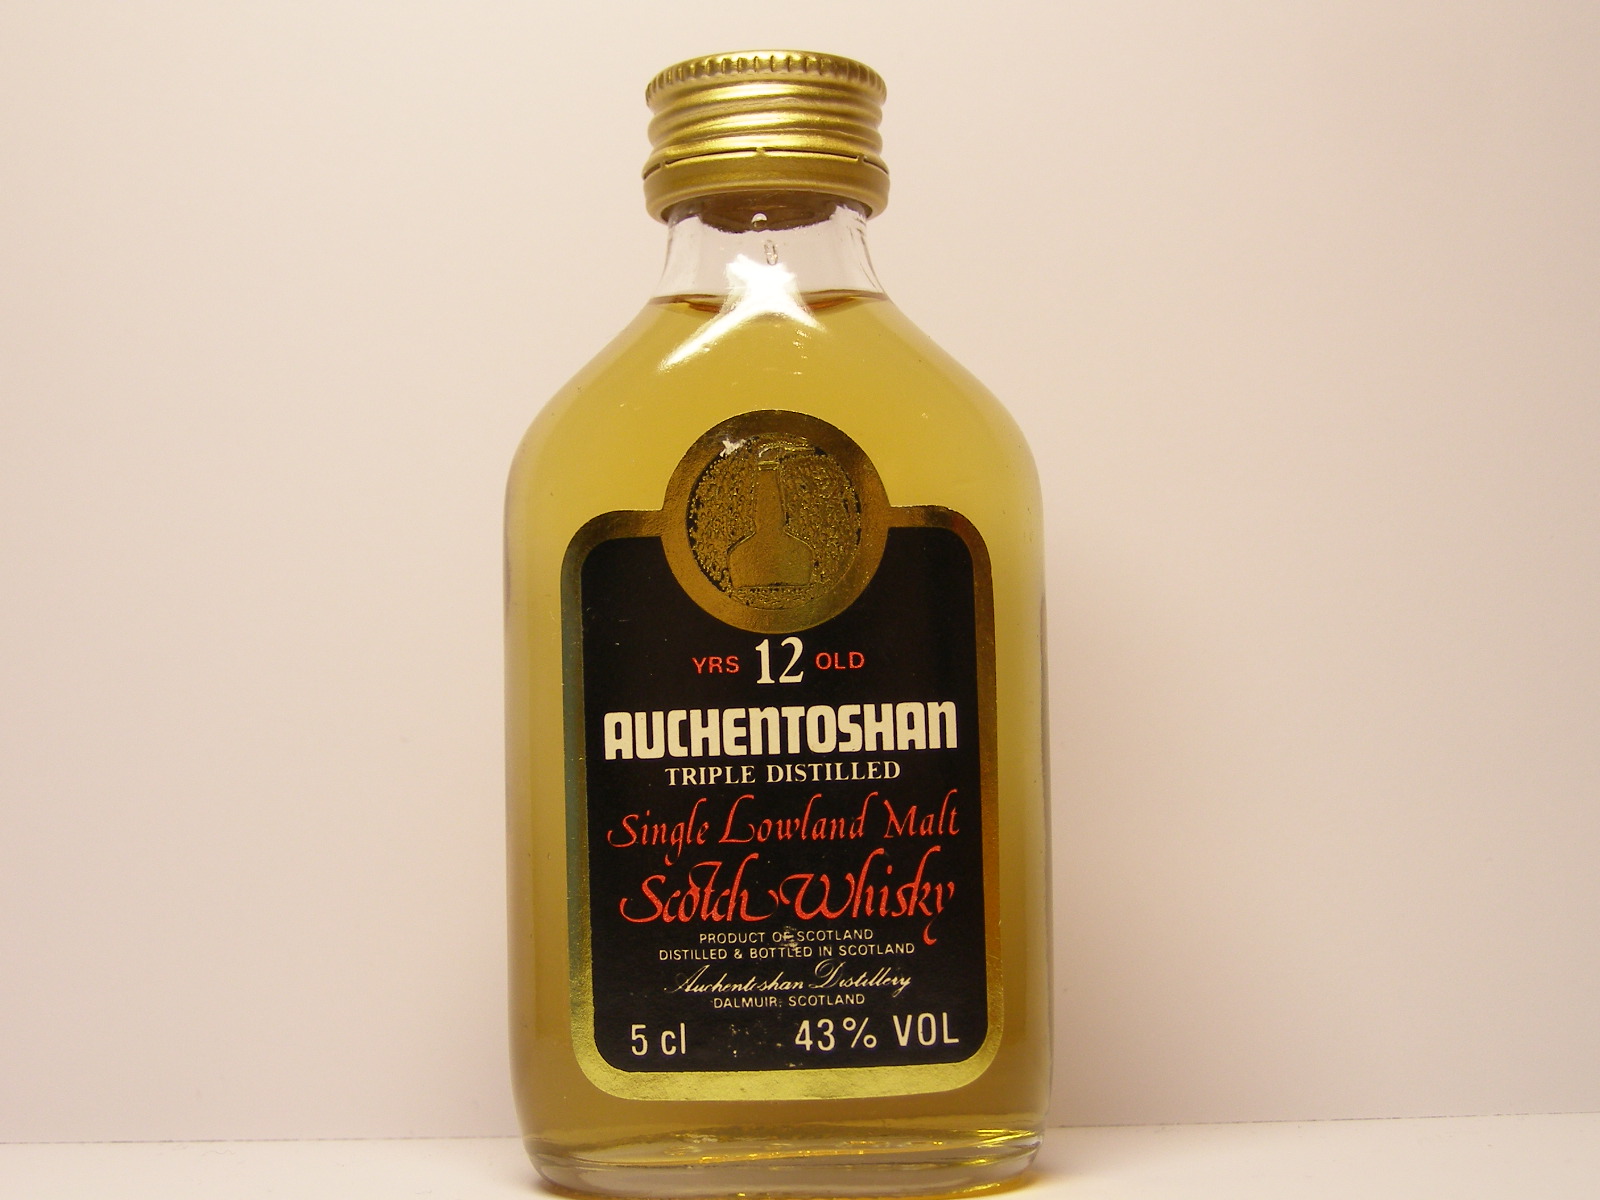 YRS 12 OLD
AUCHENTOSHAN
TRIPLE DISTILLED
Single Lowland Malt
Scotch Whisky
PRODUCT OF SCOTLAND
DISTILLED & BOTTLED IN SCOTLAND
Auchentoshan Distillery
DALMUIR, SCOTLAND
5 cl 43% VOL